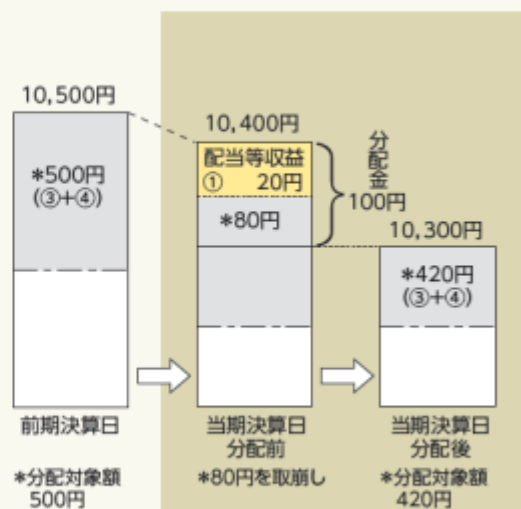 10,500円
*500円
(③+④)
10,400円
配当等収益
① 20円
*80円
分配金
100円
10,300円
*420円
(③+④)
前期決算日
当期決算日
分配前
当期決算日
分配後
*分配対象額
500円
*80円を取崩し
*分配対象額
420円